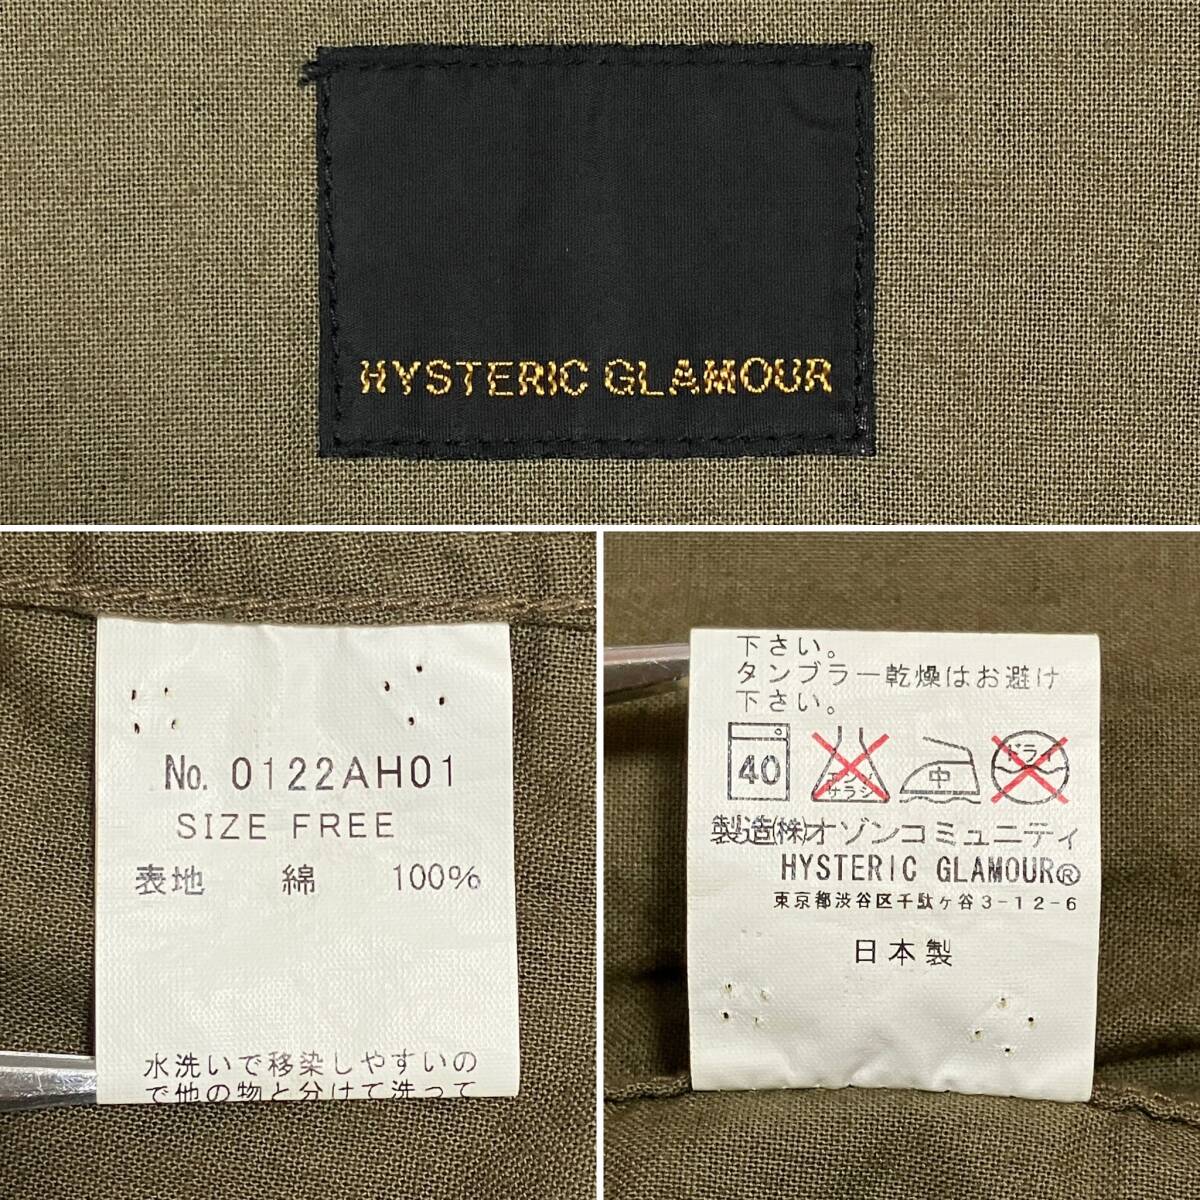 HYSTERIC GLAMOUR
No. 0122AH01
SIZE FREE
表地 綿 100%
水洗いで移染しやすいの
で他の物と分けて洗って
下さい。
タンブラー乾燥はお避け
下さい。
40
エンソ
サラシ
中
ドライ
製造(株)オゾンコミュニティ
HYSTERIC GLAMOUR®
東京都渋谷区千駄ヶ谷3-12-6
日本製